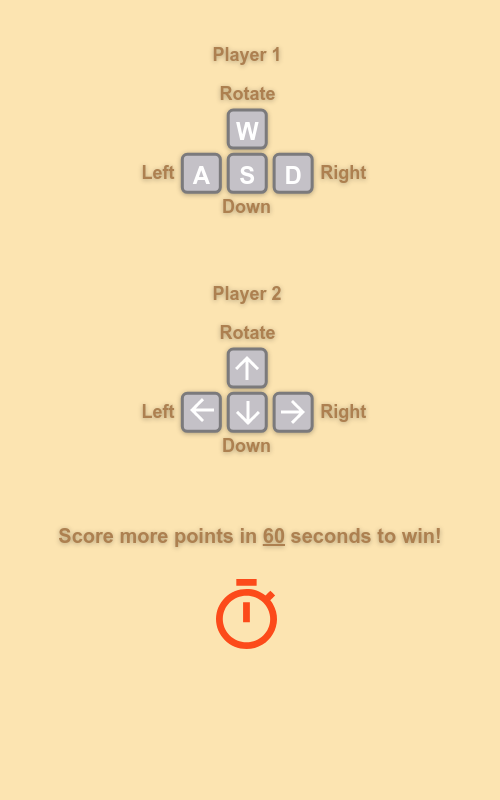 Player 1
Rotate
W
Left A S D Right
Down
Player 2
Rotate
Left Right
Down
Score more points in 60 seconds to win!